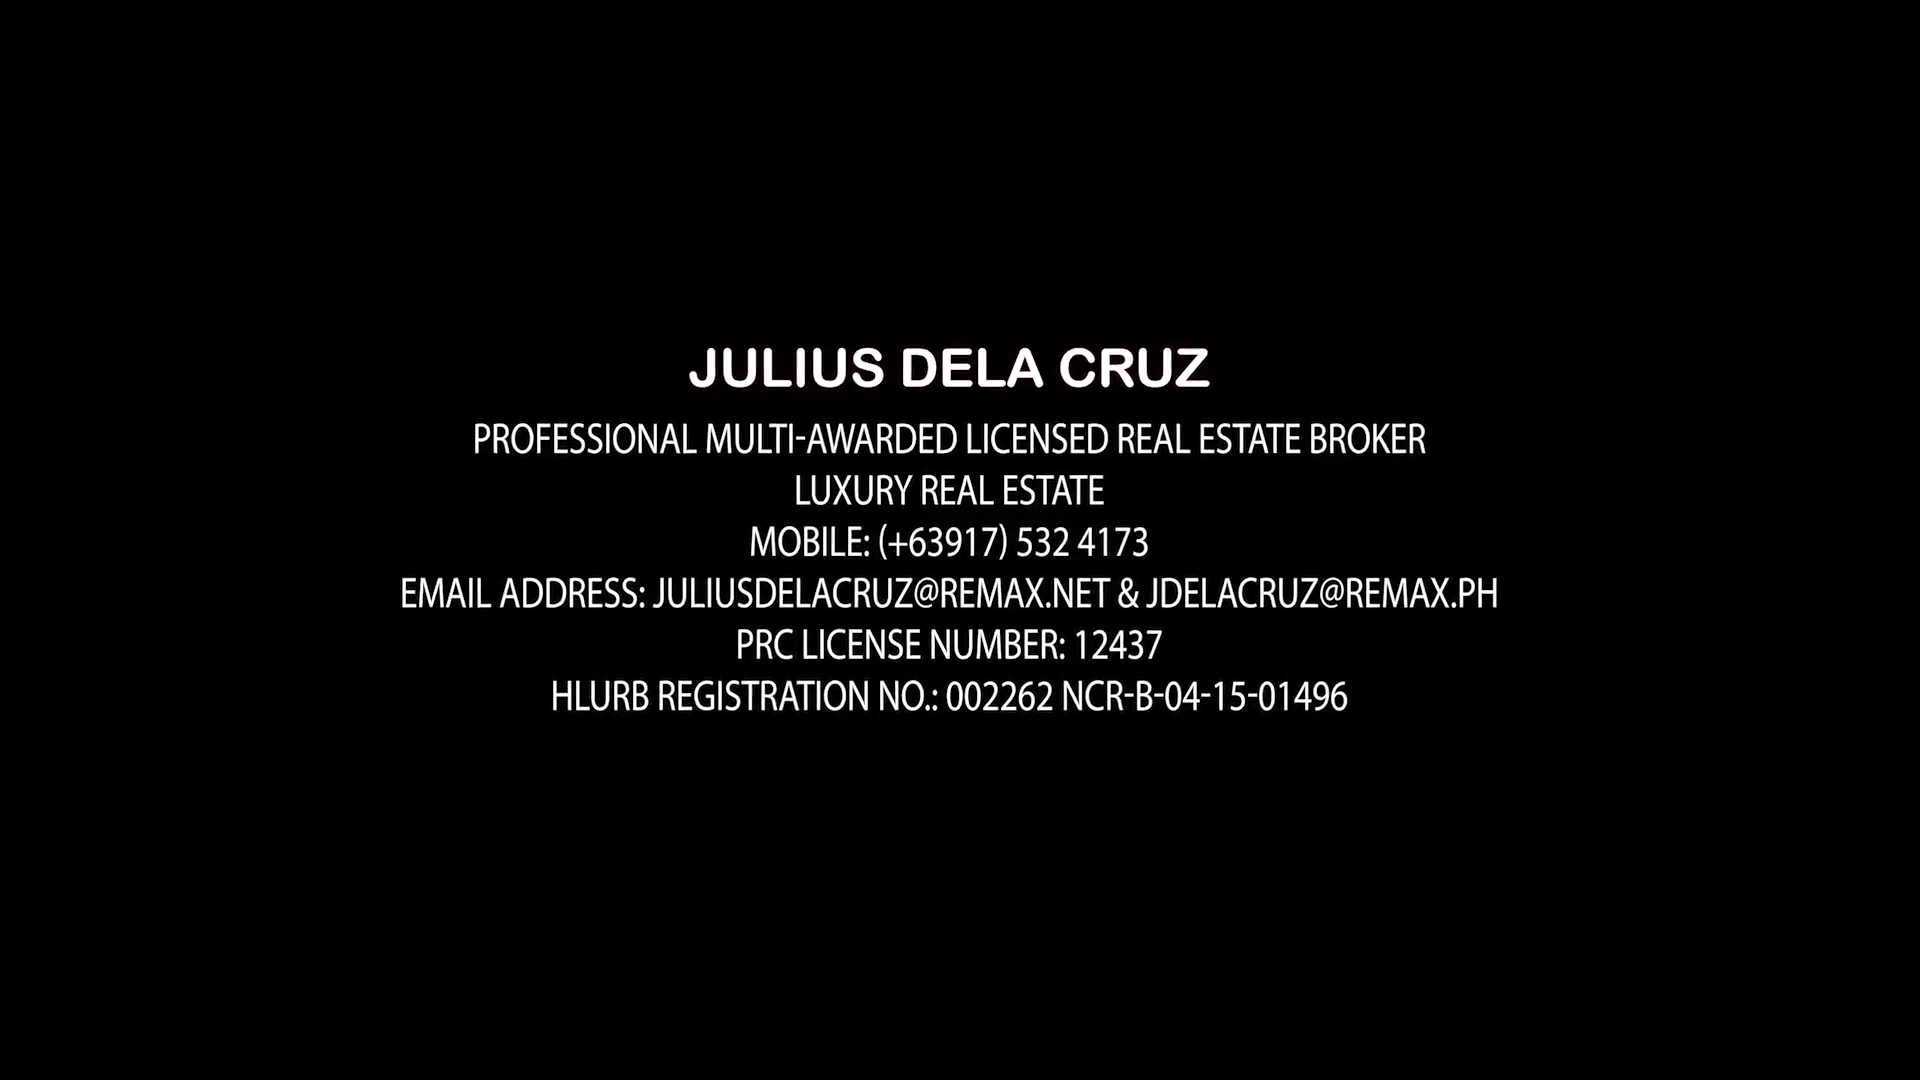 JULIUS DELA CRUZ
PROFESSIONAL MULTI-AWARDED LICENSED REAL ESTATE BROKER
LUXURY REAL ESTATE
MOBILE: (+63917) 532 4173
EMAIL ADDRESS: JULIUSDELACRUZ@REMAX.NET & JDELACRUZ@REMAX.PH
PRC LICENSE NUMBER: 12437
HLURB REGISTRATION NO.: 002262 NCR-B-04-15-01496